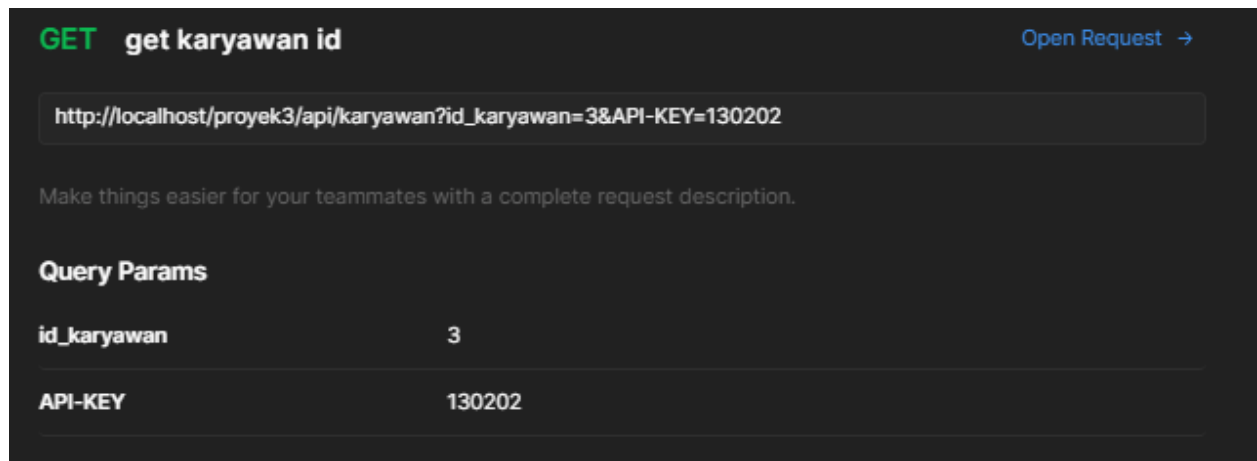 GET get karyawan id
Open Request →
http://localhost/proyek3/api/karyawan?id_karyawan=3&API-KEY=130202
Make things easier for your teammates with a complete request description.
Query Params
id_karyawan 3
API-KEY 130202